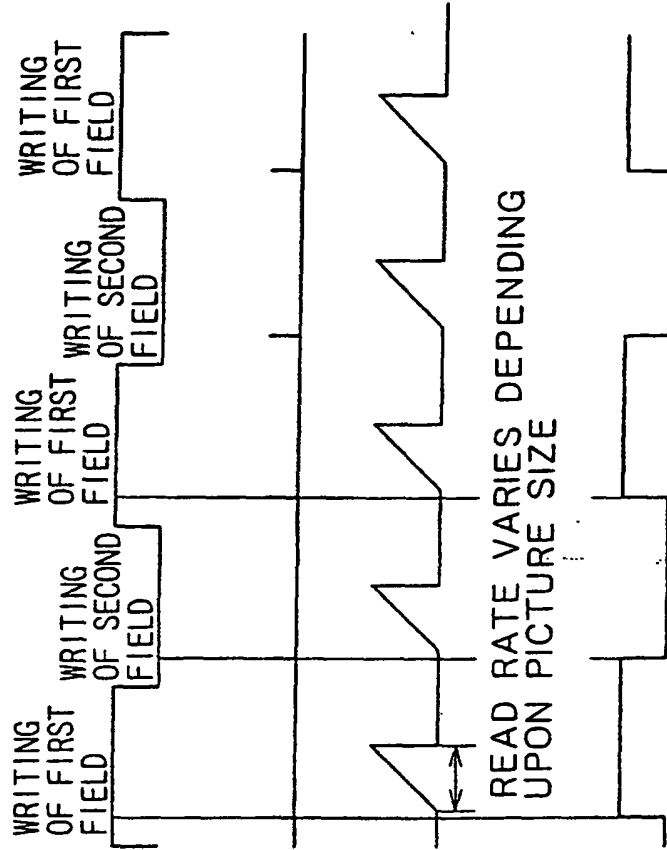 WRITING
OF FIRST
FIELD
WRITING
OF SECOND
FIELD
WRITING
OF FIRST
FIELD
WRITING
OF SECOND
FIELD
WRITING
OF FIRST
FIELD
READ RATE VARIES DEPENDING
UPON PICTURE SIZE